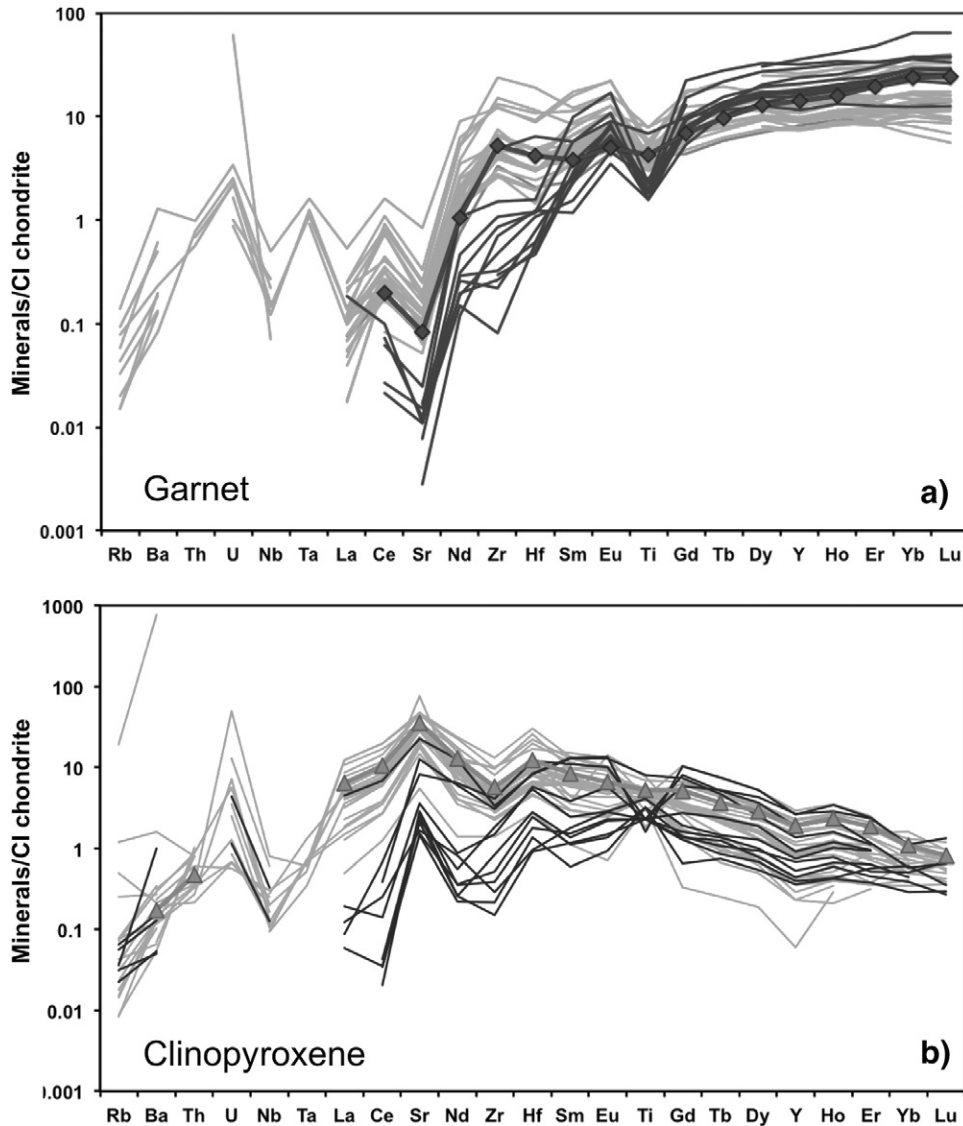 100
10
1
0.1
0.01
0.001
Minerals/CI chondrite
Garnet
a)
Rb Ba Th U Nb Ta La Ce Sr Nd Zr Hf Sm Eu Ti Gd Tb Dy Y Ho Er Yb Lu
1000
100
10
1
0.1
0.01
).001
Minerals/CI chondrite
Clinopyroxene
b)
Rb Ba Th U Nb Ta La Ce Sr Nd Zr Hf Sm Eu Ti Gd Tb Dy Y Ho Er Yb Lu